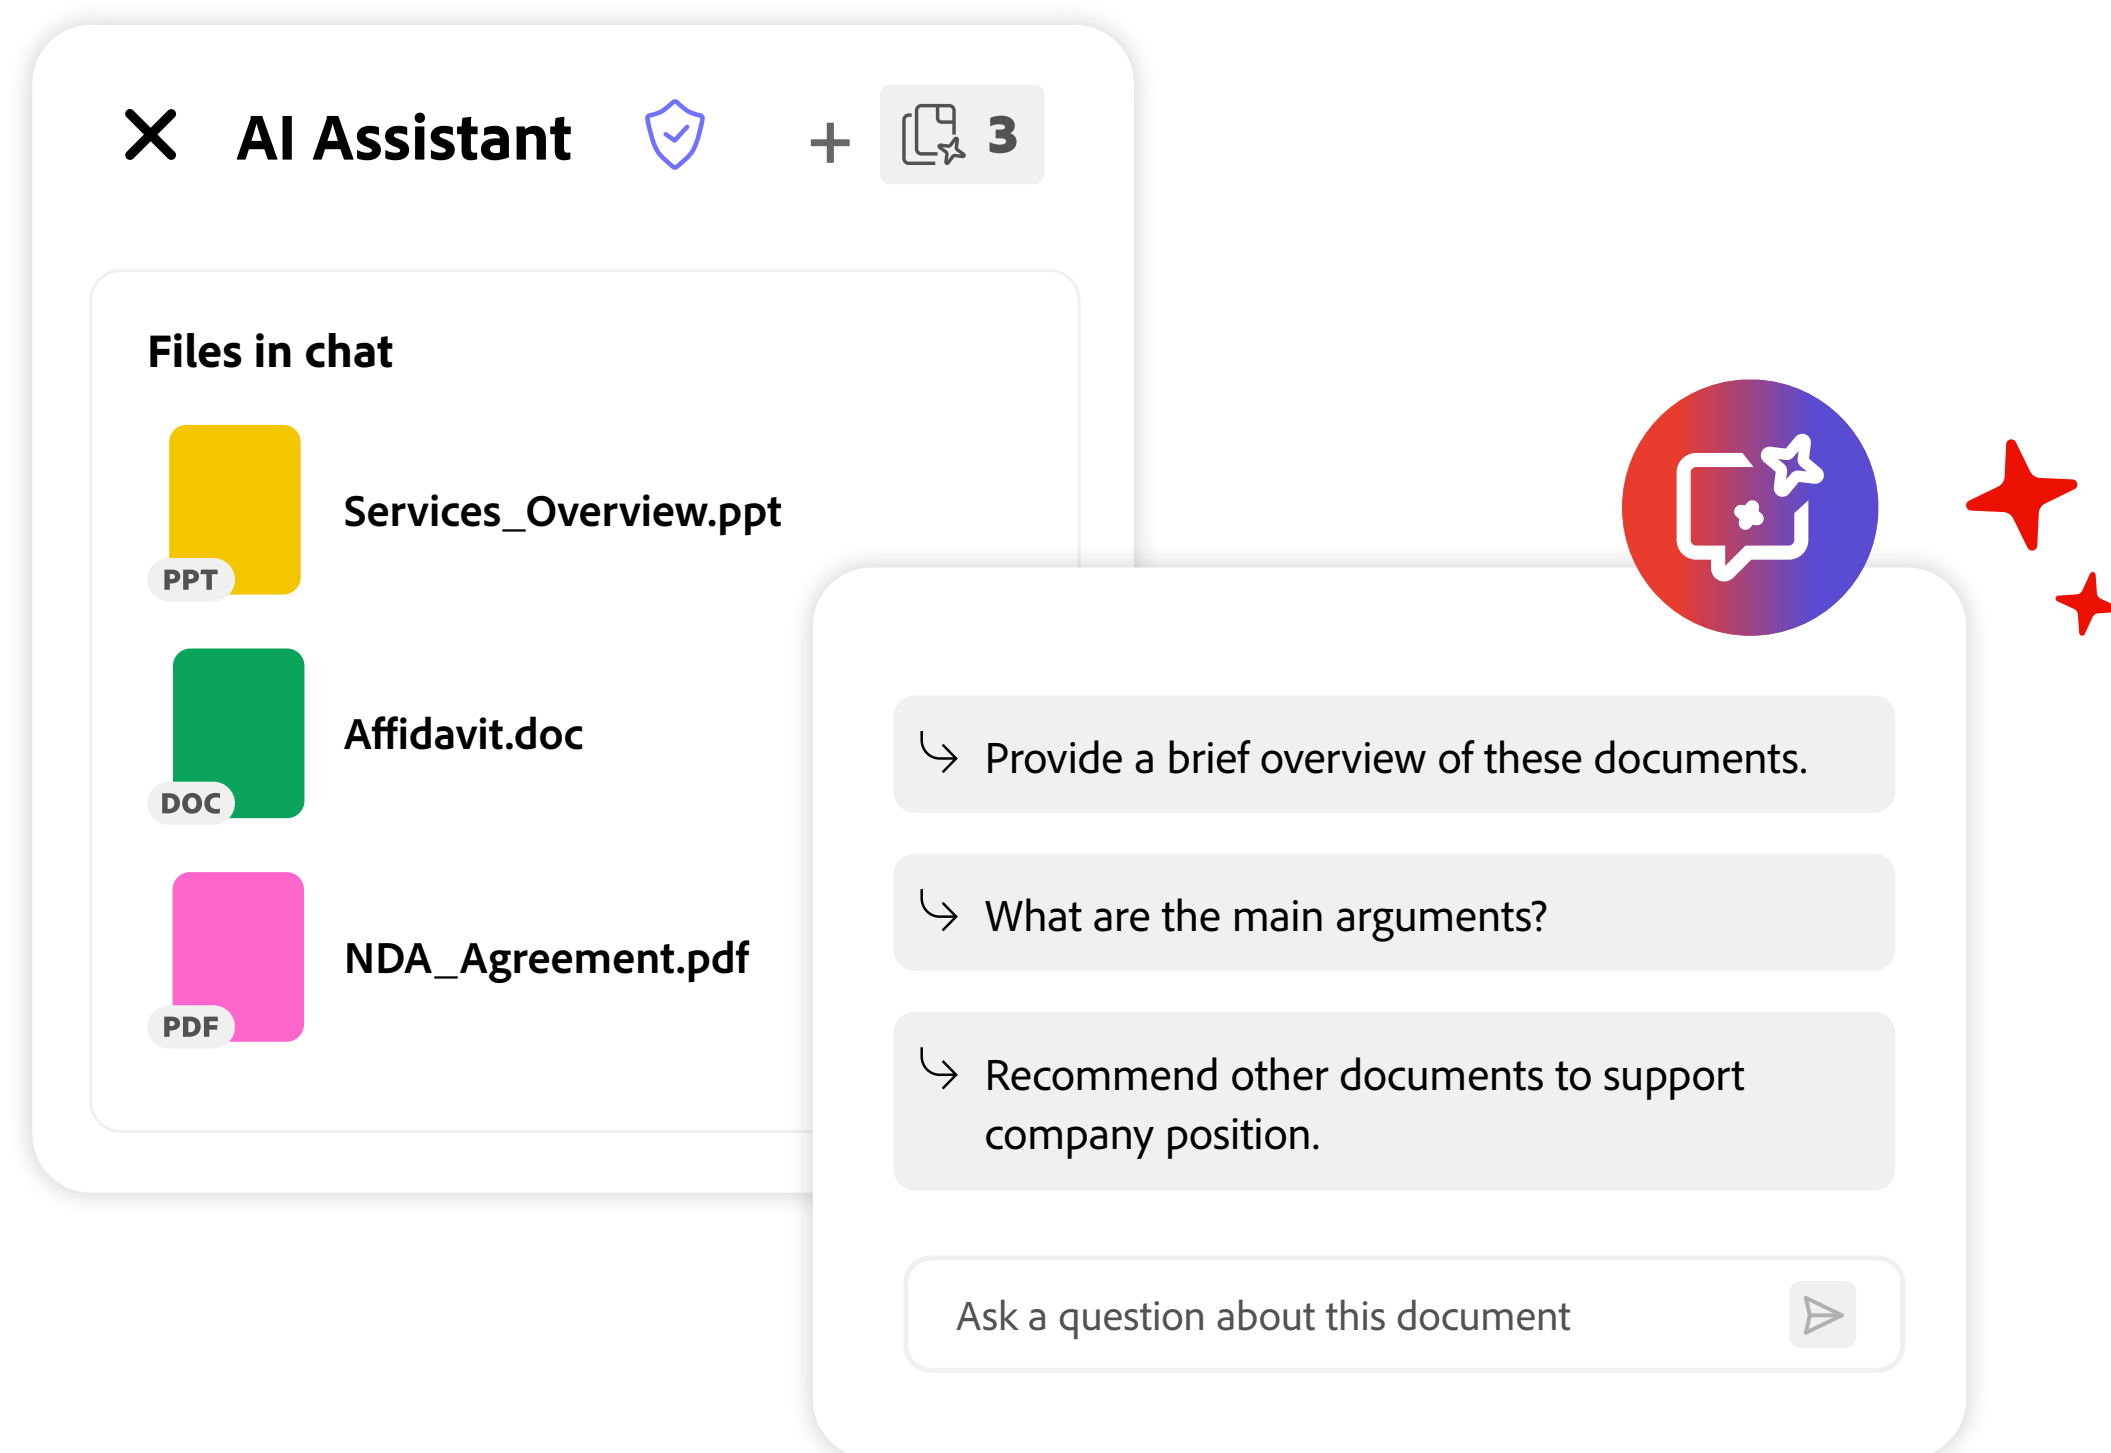 AI Assistant
3
Files in chat
Services_Overview.ppt
PPT
Affidavit.doc
DOC
NDA_Agreement.pdf
PDF
Provide a brief overview of these documents.
What are the main arguments?
Recommend other documents to support
company position.
Ask a question about this document